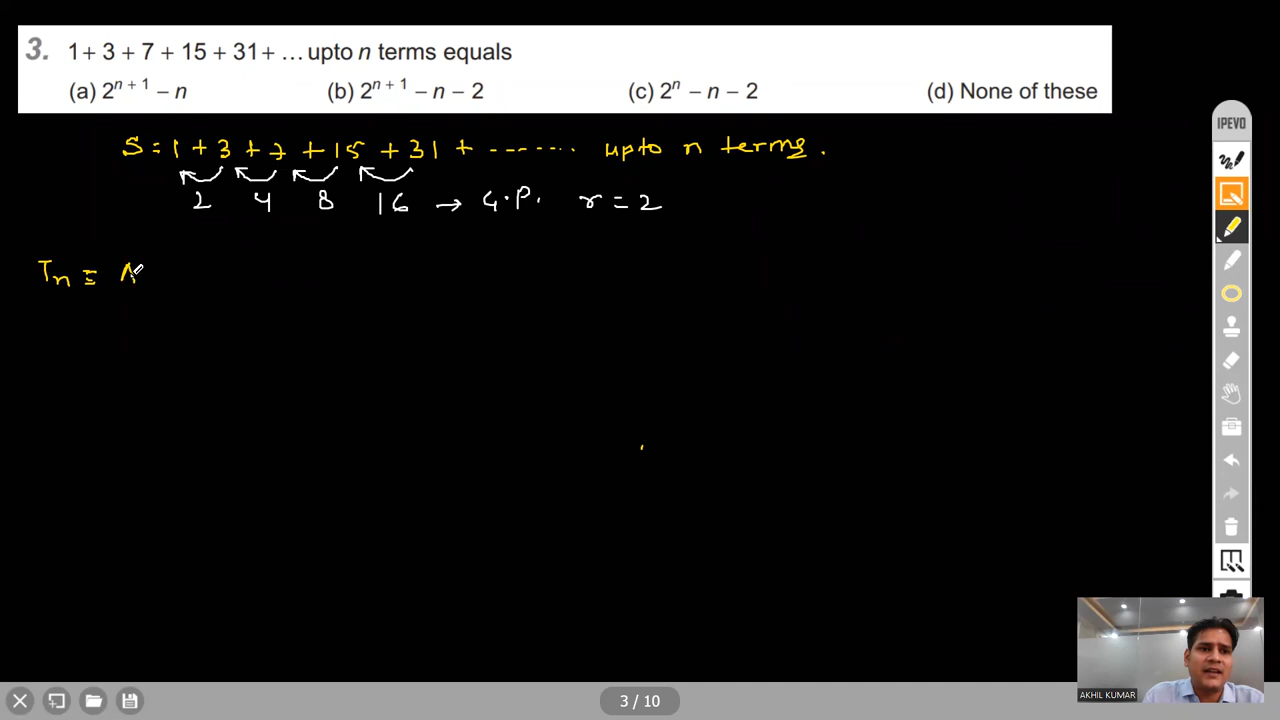 3. 1 + 3 + 7 + 15 + 31 + ... upto n terms equals
(a) 2^{n + 1} − n (b) 2^{n + 1} − n − 2 (c) 2^n − n − 2 (d) None of these
S = 1 + 3 + 7 + 15 + 31 + ....... upto n terms.
2 4 8 16 → G.P. r = 2
T_n =
IPEVO
AKHIL KUMAR
3 / 10